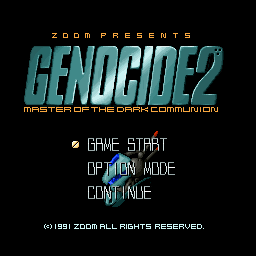 ZOOM PRESENTS
GENOCIDE2
MASTER OF THE DARK COMMUNION
GAME START
OPTION MODE
CONTINUE
(C) 1991 ZOOM ALL RIGHTS RESERVED.